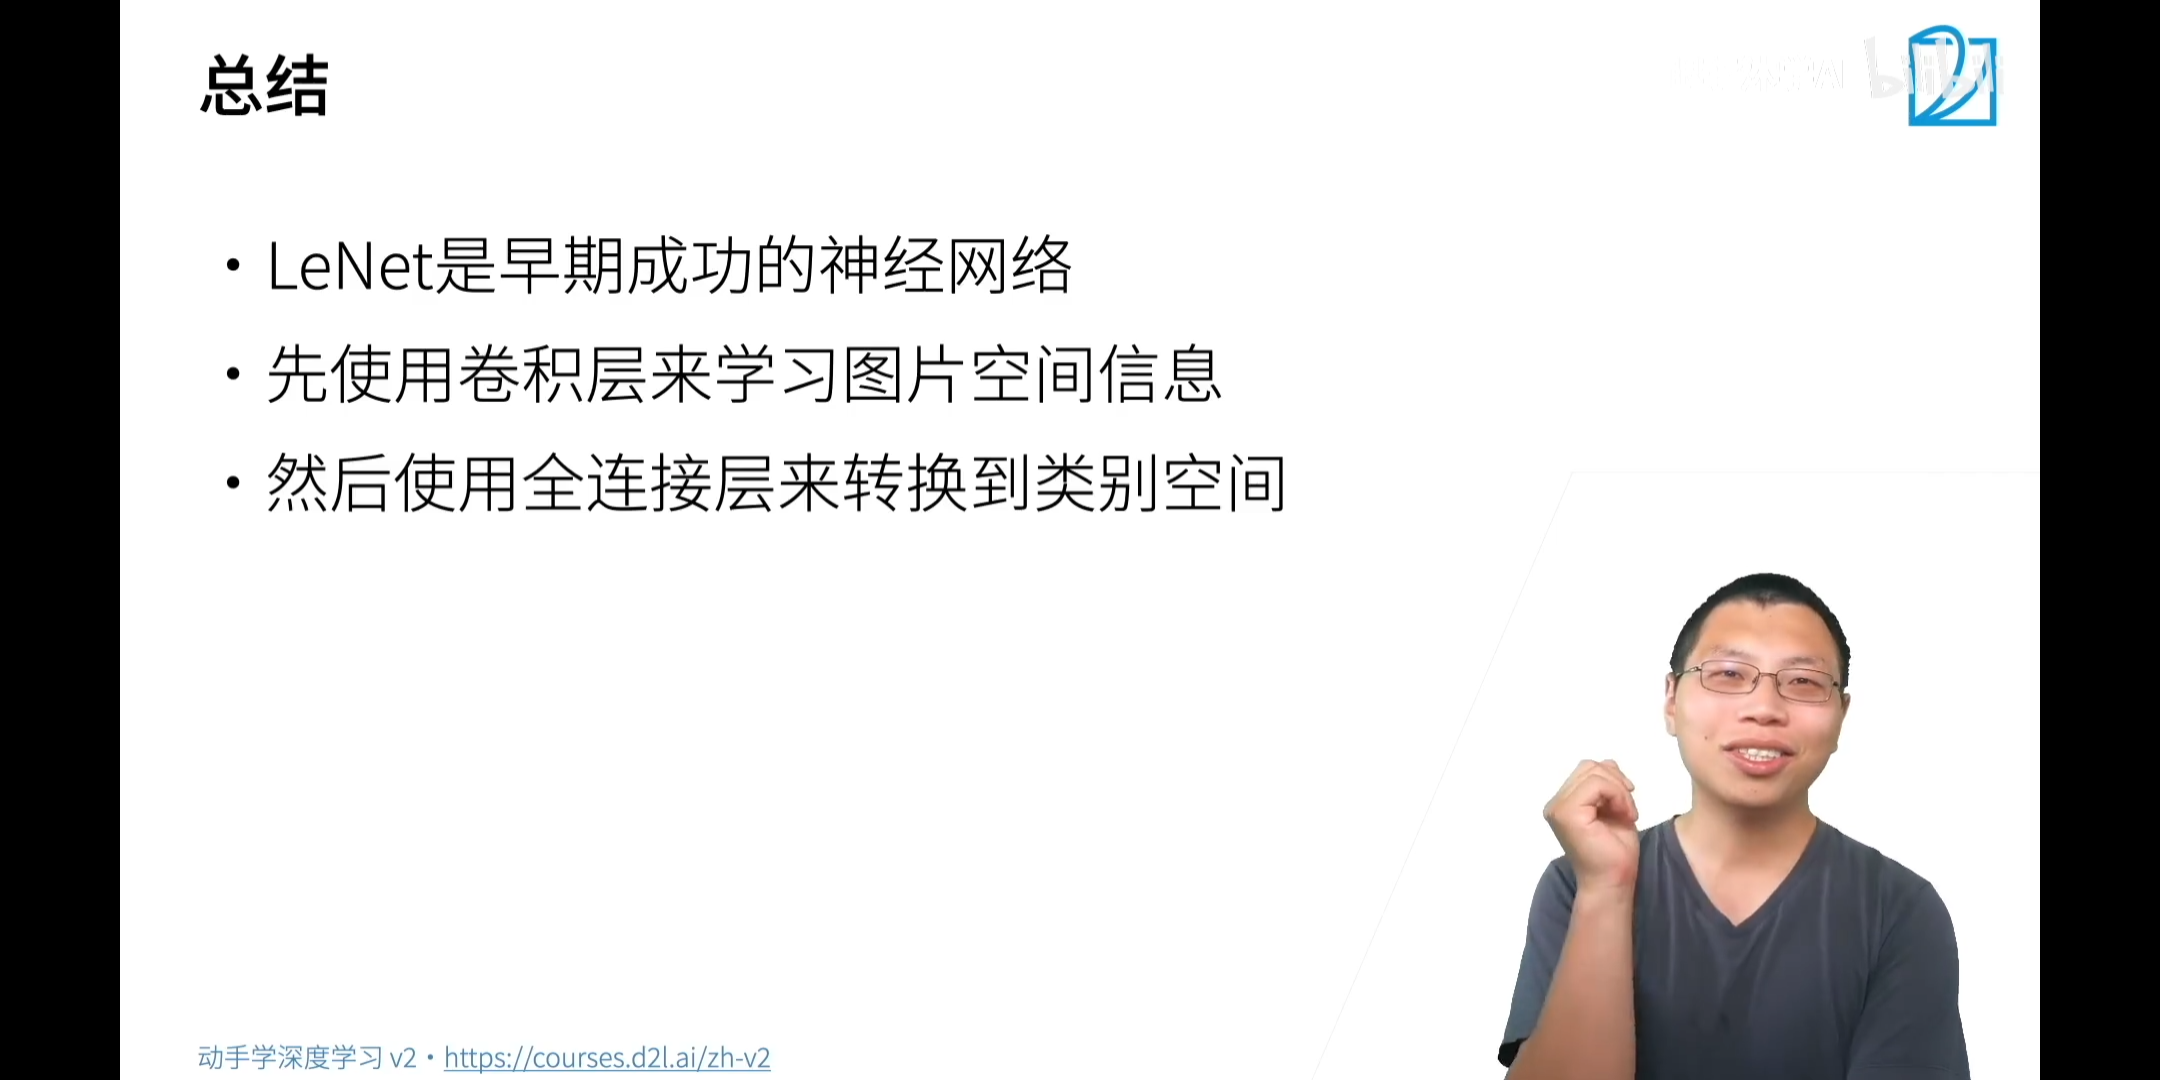 总结
• LeNet是早期成功的神经网络
• 先使用卷积层来学习图片空间信息
• 然后使用全连接层来转换到类别空间
动手学深度学习 v2 • https://courses.d2l.ai/zh-v2
bilibili